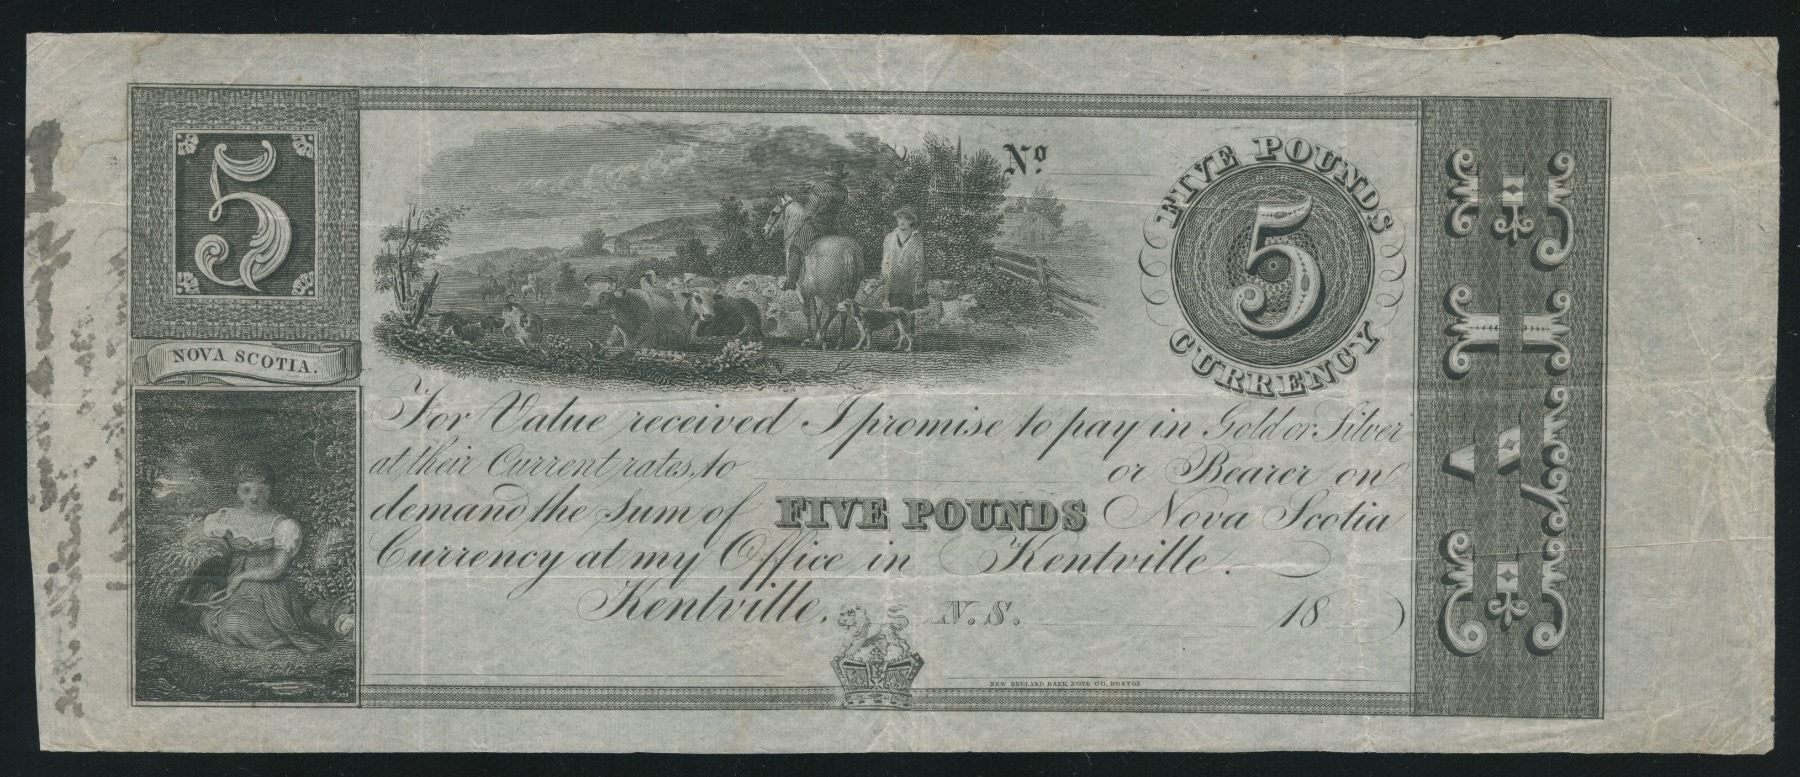 5
NOVA SCOTIA.
Nº
FIVE POUNDS
5
CURRENCY
For Value received I promise to pay in Gold or Silver
at their Current rates, to or Bearer on
demand the sum of FIVE POUNDS Nova Scotia
Currency at my Office in Kentville.
Kentville, N. S. 18
NEW ENGLAND BANK NOTE CO. BOSTON
FIVE